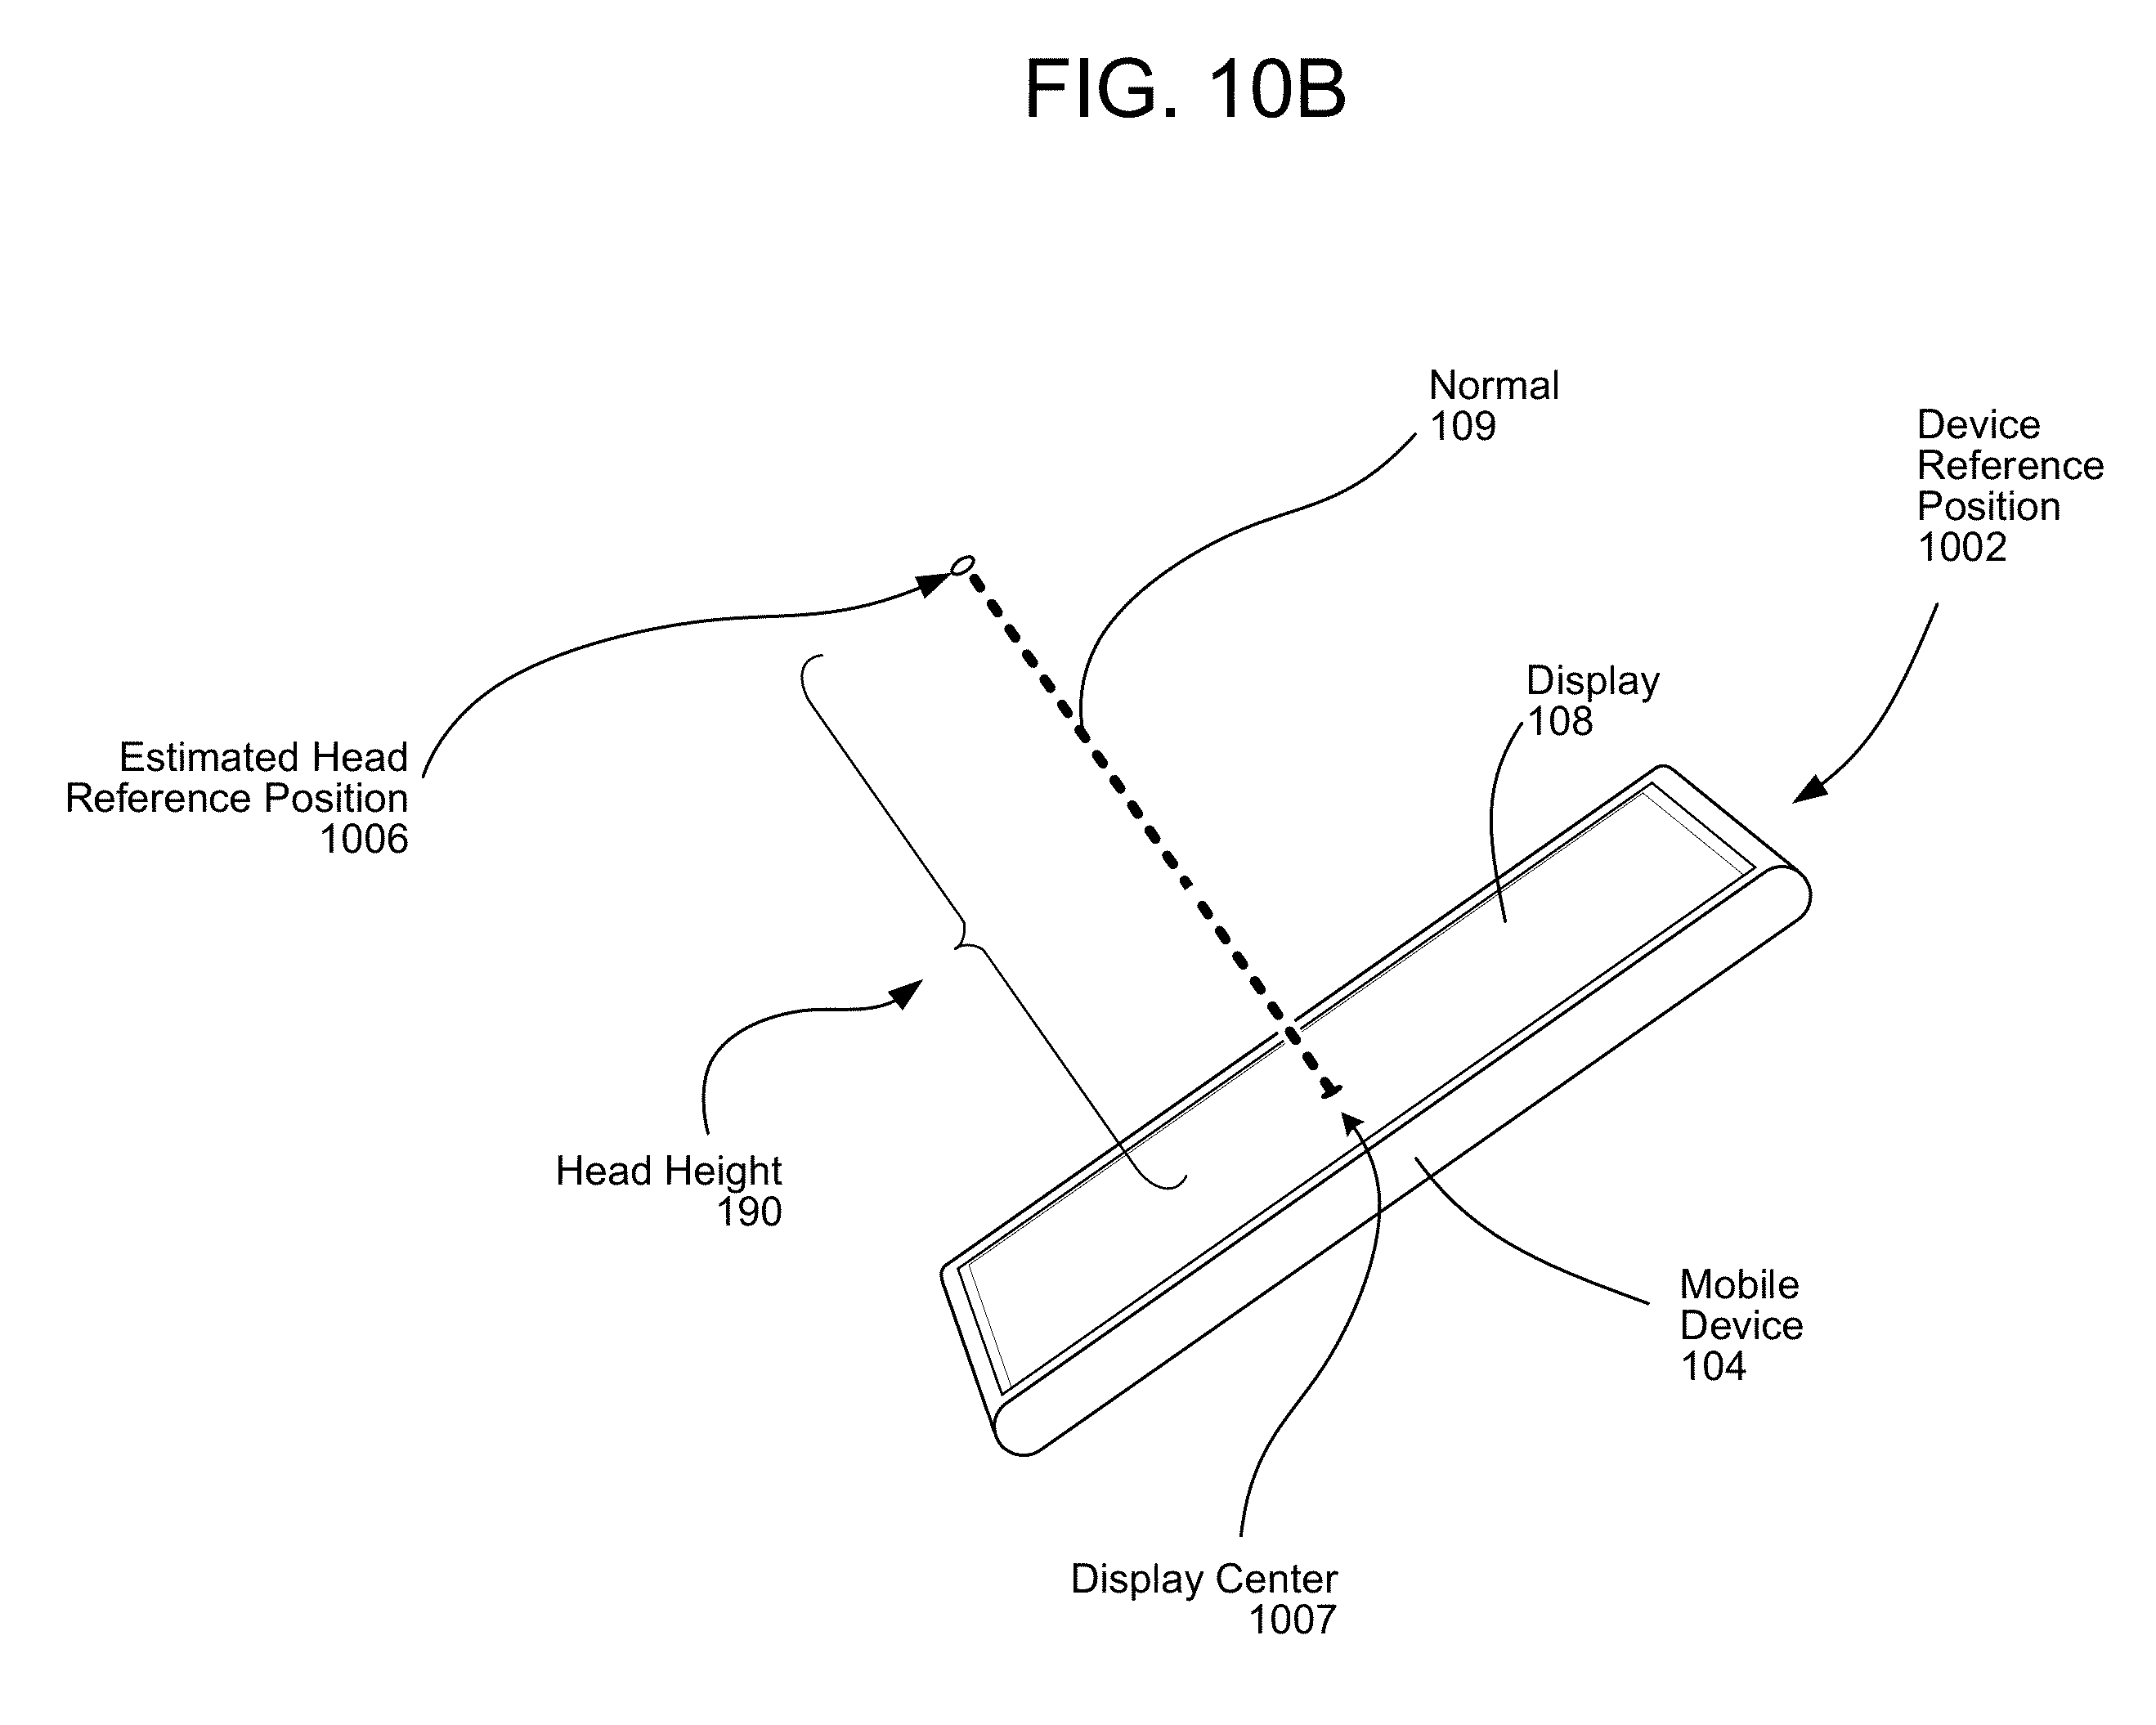 FIG. 10B
Normal
109
Device
Reference
Position
1002
Display
108
Estimated Head
Reference Position
1006
Head Height
190
Mobile
Device
104
Display Center
1007